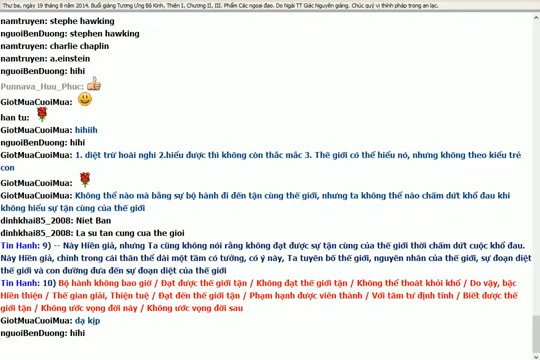 Thư ba, ngày 19 tháng 8 năm 2014. Buổi giảng Tương Ưng Bộ Kinh, Thiên I, Chương II, III. Phẩm Các ngoại đạo. Do Ngài TT Giác Nguyên giảng. Chúc quý vị thính pháp trong an lạc.
namtruyen: stephe hawking
nguoiBenDuong: stephen hawking
namtruyen: charlie chaplin
namtruyen: a.einstein
nguoiBenDuong: hihi
Punnava_Huu_Phuc:
GiotMuaCuoiMua:
han tu:
GiotMuaCuoiMua: hihiih
nguoiBenDuong: hihi
GiotMuaCuoiMua: 1. diệt trừ hoài nghi 2.hiểu được thì không còn thắc mắc 3. Thê giới có thể hiểu nó, nhưng không theo kiểu trẻ
con
GiotMuaCuoiMua:
GiotMuaCuoiMua: Không thể nào mà bằng sự bộ hành đi đến tận cùng thế giới, nhưng ta không thể nào chấm dứt khổ đau khi
không hiểu sự tận cùng của thế giới
dinhkhai85_2008: Niet Ban
dinhkhai85_2008: La su tan cung cua the gioi
Tin Hanh: 9) -- Này Hiền giả, nhưng Ta cũng không nói rằng không đạt được sự tận cùng của thế giới thời chấm dứt cuộc khổ đau.
Này Hiền giả, chính trong cái thân thể dài một tầm có tưởng, có ý này, Ta tuyên bố thế giới, nguyên nhân của thế giới, sự đoạn diệt
thế giới và con đường đưa đến sự đoạn diệt của thế giới
Tin Hanh: 10) Bộ hành không bao giờ / Đạt được thế giới tận / Không đạt thế giới tận / Không thể thoát khỏi khổ / Do vậy, bậc
Hiền thiện / Thế gian giải, Thiện tuệ / Đạt đến thế giới tận / Phạm hạnh được viên thành / Với tâm tư định tĩnh / Biết được thế
giới tận / Không ước vọng đời này / Không ước vọng đời sau
GiotMuaCuoiMua: dạ kịp
nguoiBenDuong: hihi